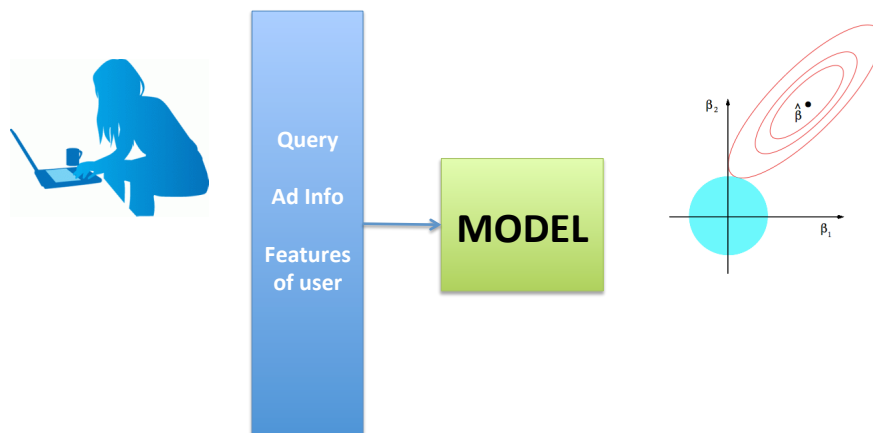 Query
Ad Info
Features
of user
MODEL
β₂
β̂
β₁